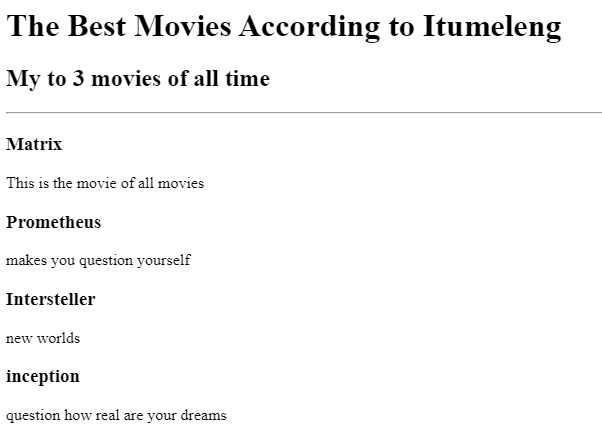 The Best Movies According to Itumeleng
My to 3 movies of all time
Matrix
This is the movie of all movies
Prometheus
makes you question yourself
Intersteller
new worlds
inception
question how real are your dreams